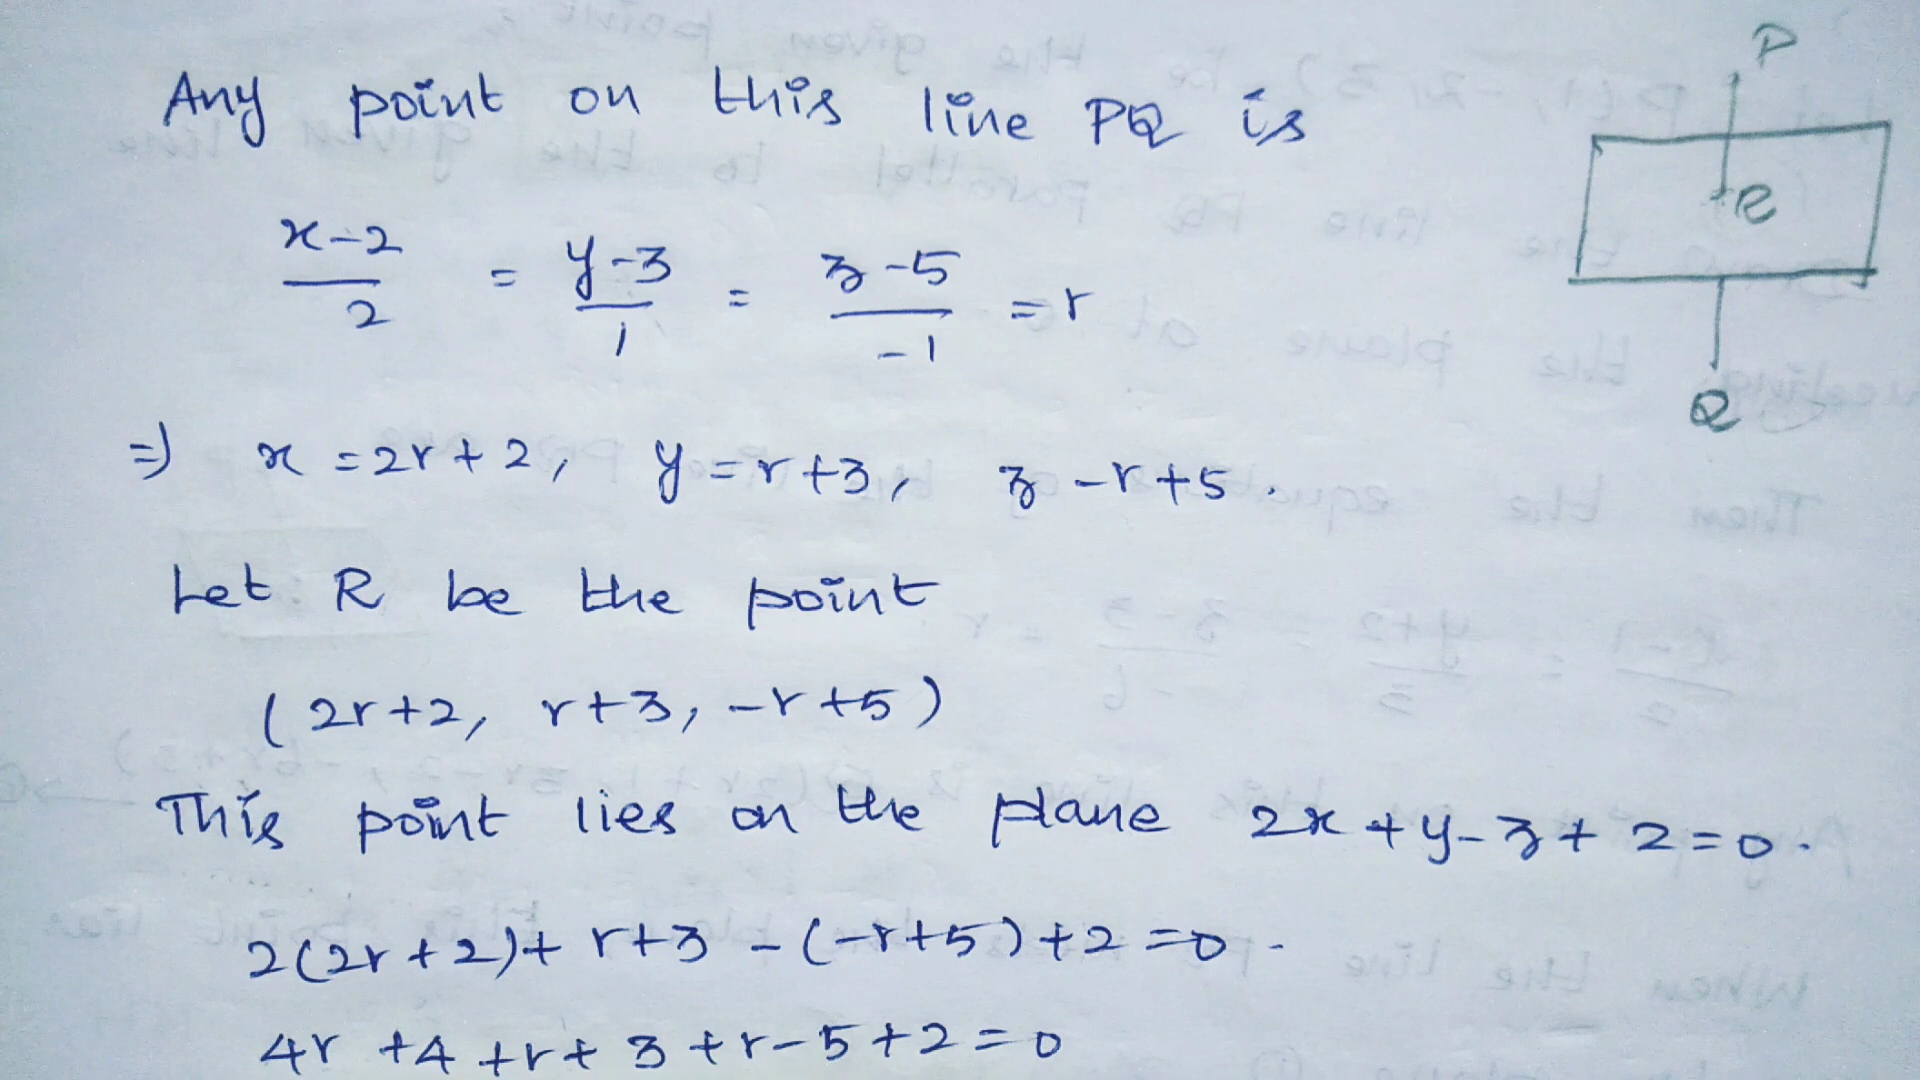 Any point on this line PQ is
P
x-2/2 = y-3/1 = z-5/-1 = r
R
Q
=) x = 2r + 2, y = r + 3, z -r + 5.
Let R be the point
(2r+2, r+3, -r+5)
This point lies on the plane 2x + y - z + 2 = 0.
2(2r + 2) + r + 3 - (-r + 5) + 2 = 0.
4r + 4 + r + 3 + r - 5 + 2 = 0